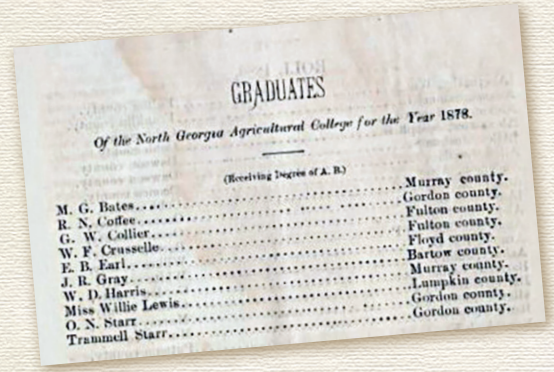 GRADUATES
Of the North Georgia Agricultural College for the Year 1878.
(Receiving Degree of A. B.)
M. G. Bates.......Murray county.
R. N. Coffee.......Gordon county.
G. W. Collier.......Fulton county.
W. F. Crusselle.......Fulton county.
E. B. Earl.......Floyd county.
J. R. Gray.......Bartow county.
W. D. Harris.......Murray county.
Miss Willie Lewis.......Lumpkin county.
O. N. Starr.......Gordon county.
Trammell Starr.......Gordon county.